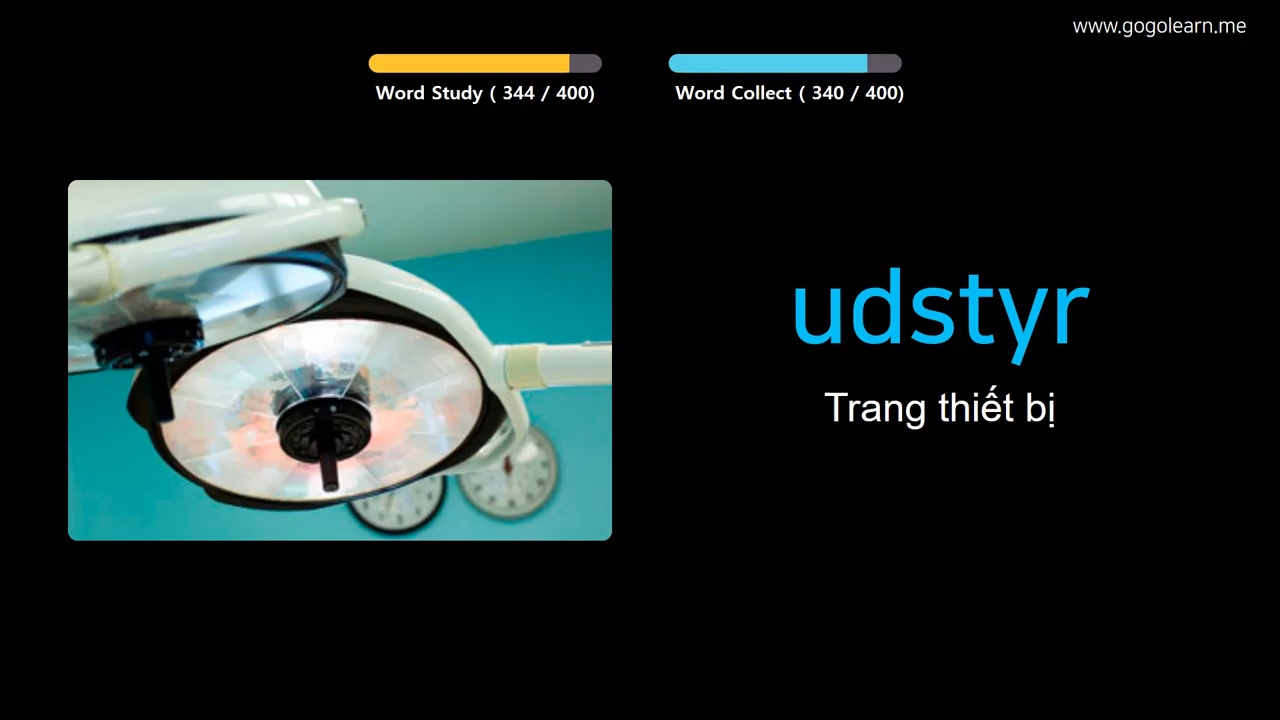 www.gogolearn.me
Word Study ( 344 / 400)
Word Collect ( 340 / 400)
udstyr
Trang thiết bị